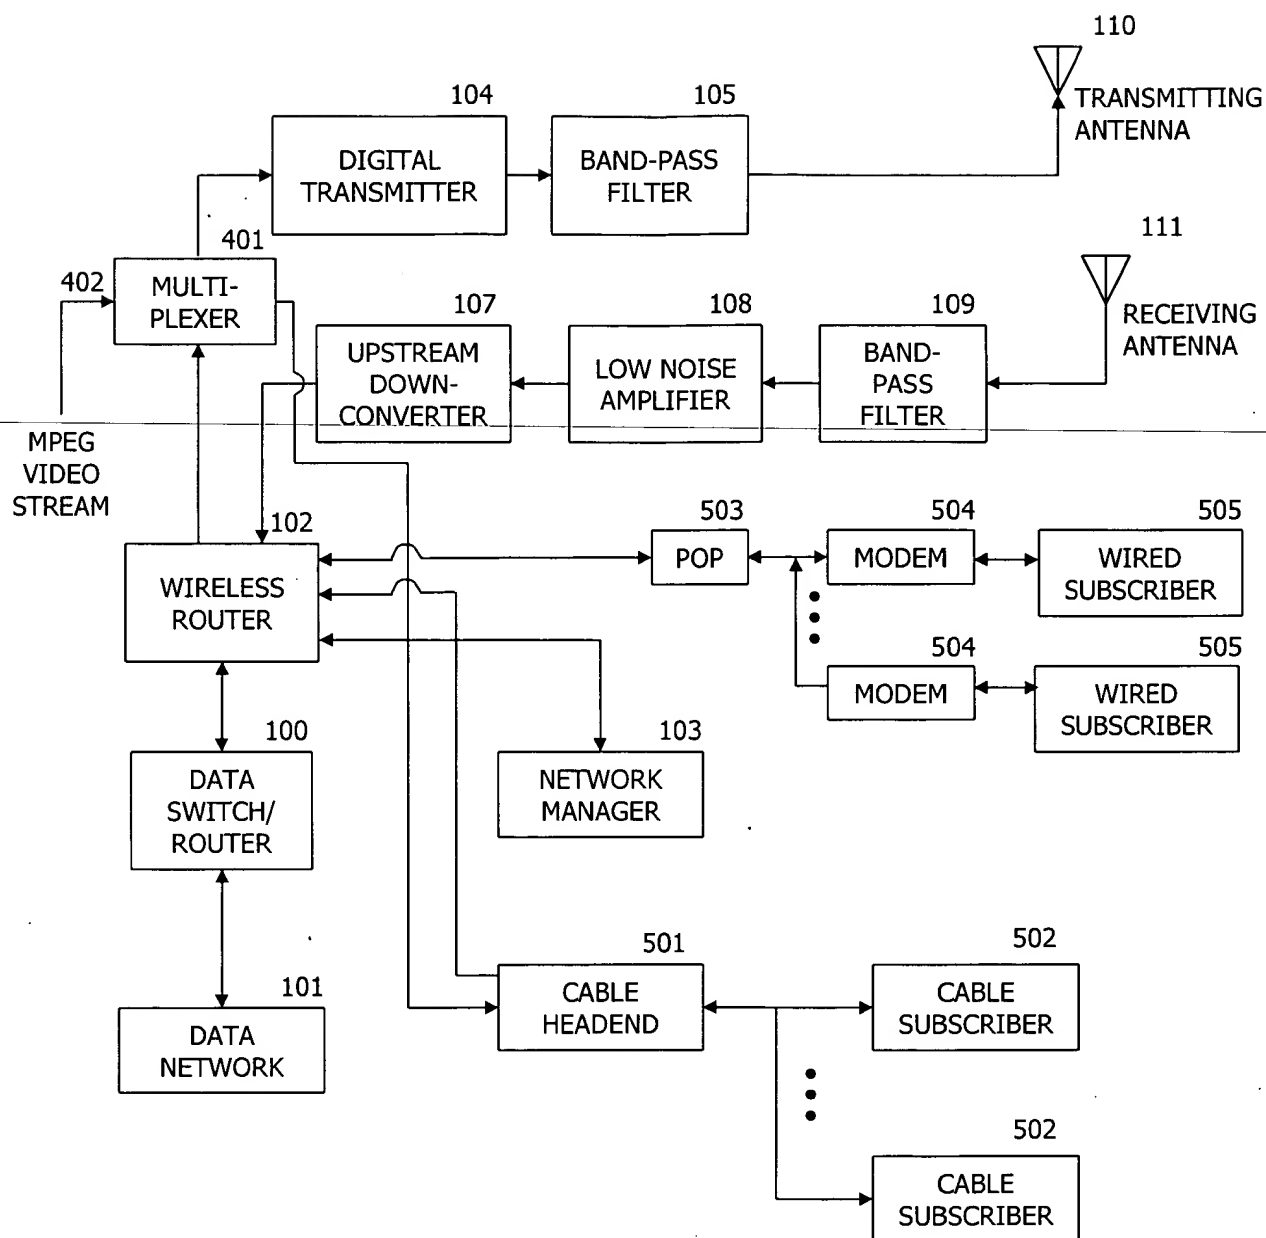 110
TRANSMITTING
ANTENNA
104
DIGITAL
TRANSMITTER
105
BAND-PASS
FILTER
111
RECEIVING
ANTENNA
401
MULTI-
PLEXER
402
MPEG
VIDEO
STREAM
107
UPSTREAM
DOWN-
CONVERTER
108
LOW NOISE
AMPLIFIER
109
BAND-
PASS
FILTER
102
WIRELESS
ROUTER
503
POP
504
MODEM
505
WIRED
SUBSCRIBER
504
MODEM
505
WIRED
SUBSCRIBER
100
DATA
SWITCH/
ROUTER
103
NETWORK
MANAGER
101
DATA
NETWORK
501
CABLE
HEADEND
502
CABLE
SUBSCRIBER
502
CABLE
SUBSCRIBER